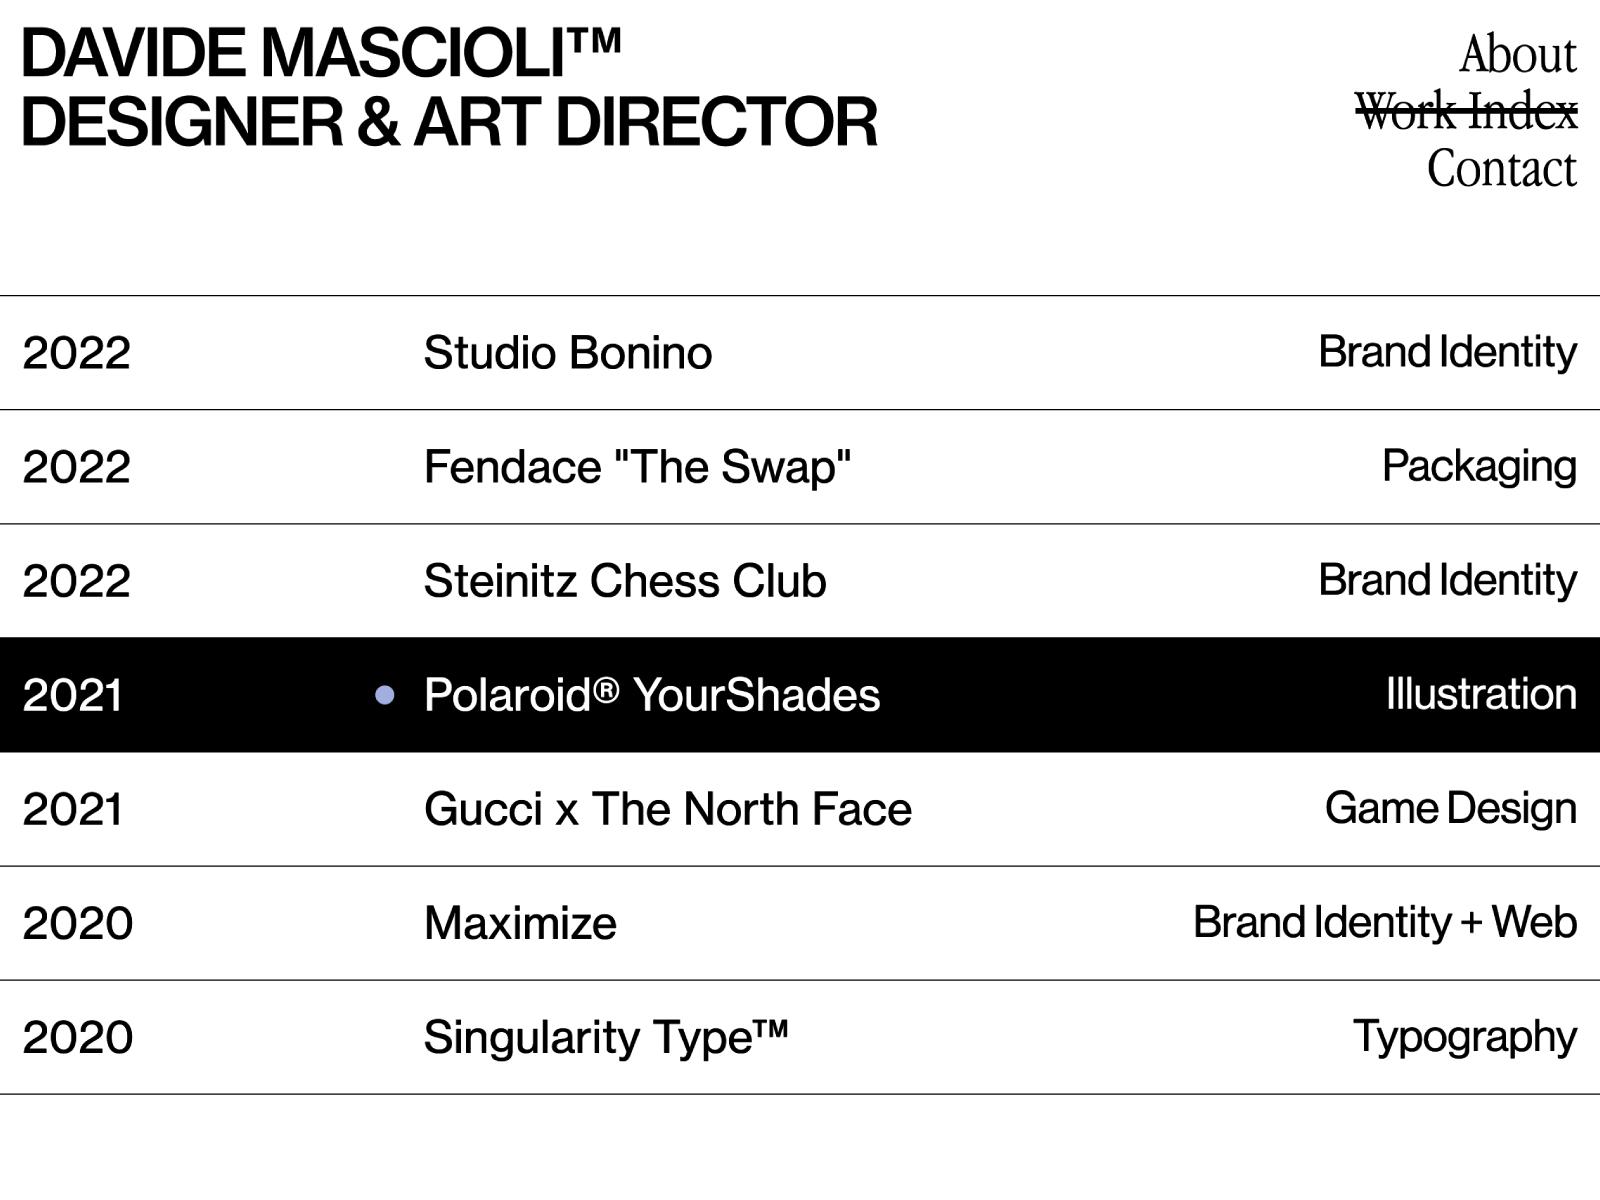 DAVIDE MASCIOLI™
DESIGNER & ART DIRECTOR
About
Work Index
Contact
2022 Studio Bonino Brand Identity
2022 Fendace "The Swap" Packaging
2022 Steinitz Chess Club Brand Identity
2021 Polaroid® YourShades Illustration
2021 Gucci x The North Face Game Design
2020 Maximize Brand Identity + Web
2020 Singularity Type™ Typography